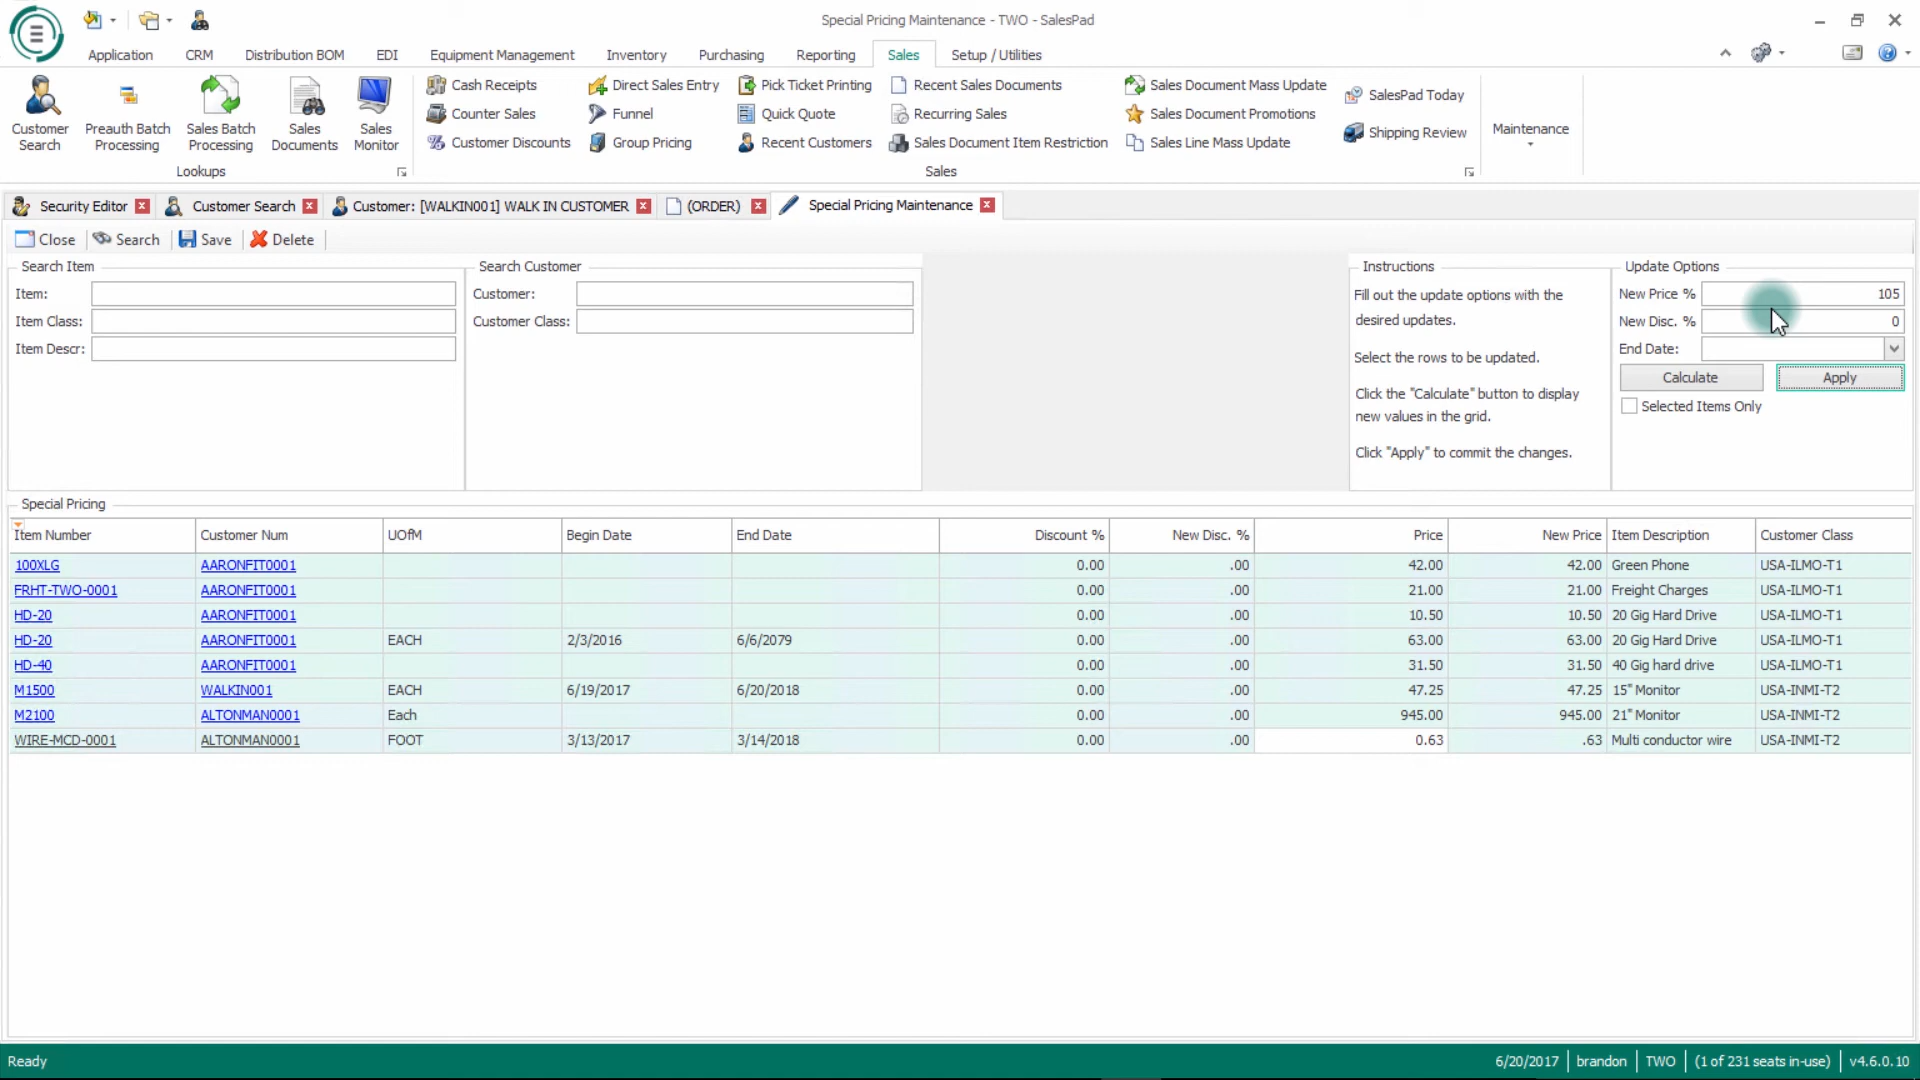 Special Pricing Maintenance - TWO - SalesPad
Application CRM Distribution BOM EDI Equipment Management Inventory Purchasing Reporting Sales Setup / Utilities
Customer Search
Preauth Batch Processing
Sales Batch Processing
Sales Documents
Sales Monitor
Lookups
Cash Receipts
Counter Sales
Customer Discounts
Direct Sales Entry
Funnel
Group Pricing
Pick Ticket Printing
Quick Quote
Recent Customers
Recent Sales Documents
Recurring Sales
Sales Document Item Restriction
Sales Document Mass Update
Sales Document Promotions
Sales Line Mass Update
SalesPad Today
Shipping Review
Sales
Maintenance
Security Editor Customer Search Customer: [WALKIN001] WALK IN CUSTOMER (ORDER) Special Pricing Maintenance
Close Search Save Delete
Search Item
Item:
Item Class:
Item Descr:
Search Customer
Customer:
Customer Class:
Instructions
Fill out the update options with the
desired updates.
Select the rows to be updated.
Click the "Calculate" button to display
new values in the grid.
Click "Apply" to commit the changes.
Update Options
New Price % 105
New Disc. % 0
End Date:
Calculate Apply
Selected Items Only
Special Pricing
Item Number Customer Num UOfM Begin Date End Date Discount % New Disc. % Price New Price Item Description Customer Class
100XLG AARONFIT0001 0.00 .00 42.00 42.00 Green Phone USA-ILMO-T1
FRHT-TWO-0001 AARONFIT0001 0.00 .00 21.00 21.00 Freight Charges USA-ILMO-T1
HD-20 AARONFIT0001 0.00 .00 10.50 10.50 20 Gig Hard Drive USA-ILMO-T1
HD-20 AARONFIT0001 EACH 2/3/2016 6/6/2079 0.00 .00 63.00 63.00 20 Gig Hard Drive USA-ILMO-T1
HD-40 AARONFIT0001 0.00 .00 31.50 31.50 40 Gig hard drive USA-ILMO-T1
M1500 WALKIN001 EACH 6/19/2017 6/20/2018 0.00 .00 47.25 47.25 15" Monitor USA-INMI-T2
M2100 ALTONMAN0001 Each 0.00 .00 945.00 945.00 21" Monitor USA-INMI-T2
WIRE-MCD-0001 ALTONMAN0001 FOOT 3/13/2017 3/14/2018 0.00 .00 0.63 .63 Multi conductor wire USA-INMI-T2
Ready 6/20/2017 brandon TWO (1 of 231 seats in-use) v4.6.0.10